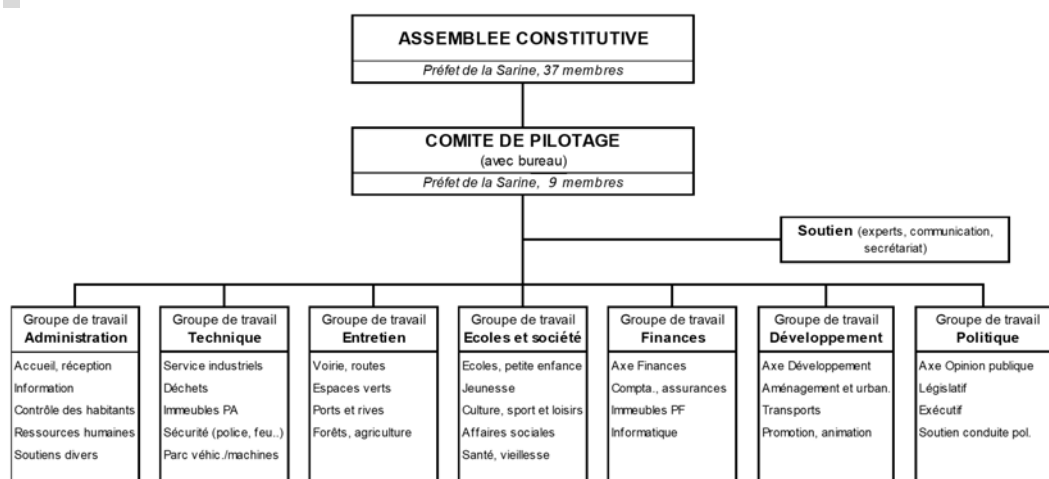 ASSEMBLEE CONSTITUTIVE
Préfet de la Sarine, 37 membres
COMITE DE PILOTAGE
(avec bureau)
Préfet de la Sarine, 9 membres
Soutien (experts, communication,
secrétariat)
Groupe de travail
Administration
Accueil, réception
Information
Contrôle des habitants
Ressources humaines
Soutiens divers
Groupe de travail
Technique
Service industriels
Déchets
Immeubles PA
Sécurité (police, feu..)
Parc véhic./machines
Groupe de travail
Entretien
Voirie, routes
Espaces verts
Ports et rives
Forêts, agriculture
Groupe de travail
Ecoles et société
Ecoles, petite enfance
Jeunesse
Culture, sport et loisirs
Affaires sociales
Santé, vieillesse
Groupe de travail
Finances
Axe Finances
Compta., assurances
Immeubles PF
Informatique
Groupe de travail
Développement
Axe Développement
Aménagement et urban.
Transports
Promotion, animation
Groupe de travail
Politique
Axe Opinion publique
Législatif
Exécutif
Soutien conduite pol.